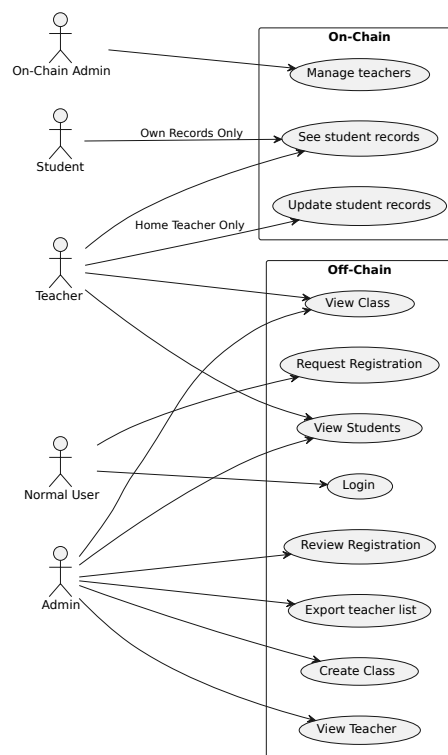 On-Chain
On-Chain Admin
Manage teachers
Student
Own Records Only
See student records
Home Teacher Only
Update student records
Teacher
Off-Chain
View Class
Request Registration
View Students
Normal User
Login
Review Registration
Admin
Export teacher list
Create Class
View Teacher